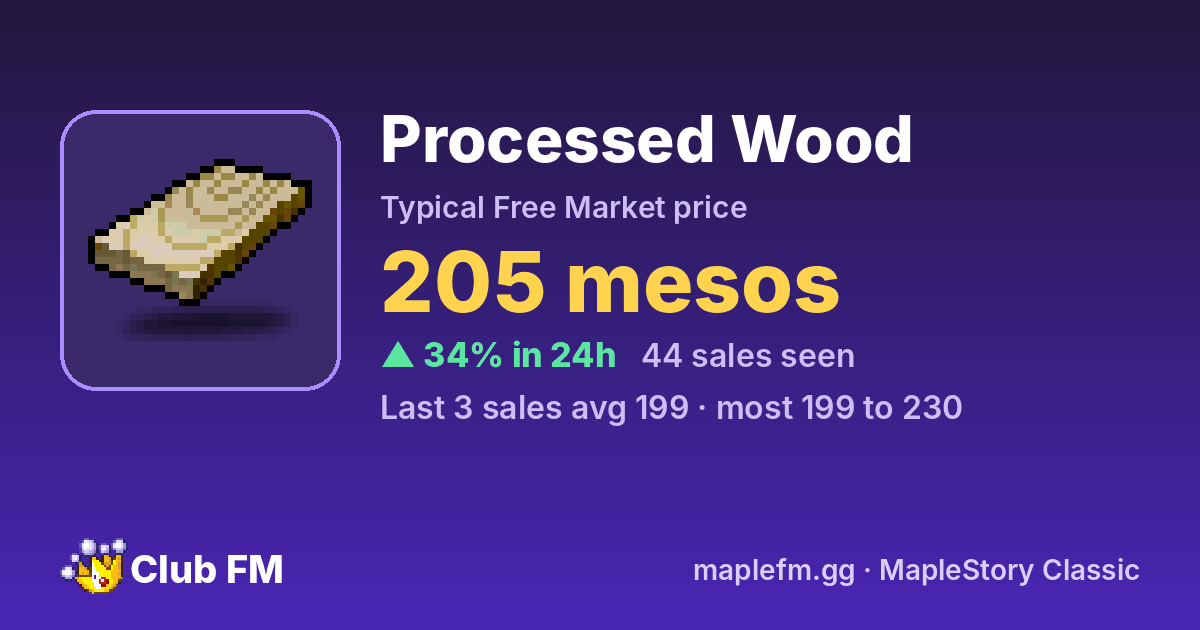 Processed Wood
Typical Free Market price
205 mesos
▲ 34% in 24h 44 sales seen
Last 3 sales avg 199 · most 199 to 230
Club FM
maplefm.gg · MapleStory Classic